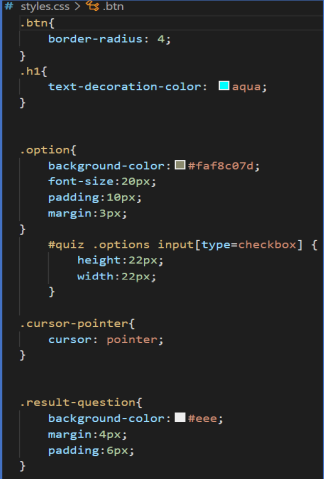 # styles.css > .btn
.btn{
    border-radius: 4;
}
.h1{
    text-decoration-color: aqua;
}
.option{
    background-color: #faf8c07d;
    font-size:20px;
    padding:10px;
    margin:3px;
}
    #quiz .options input[type=checkbox] {
        height:22px;
        width:22px;
    }
.cursor-pointer{
    cursor: pointer;
}
.result-question{
    background-color: #eee;
    margin:4px;
    padding:6px;
}